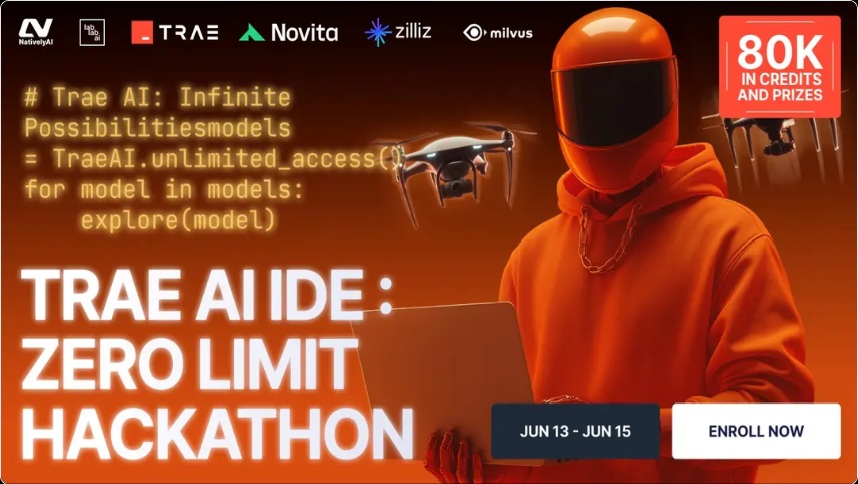 NativelyAI
lab
lab
ai
TRAE
Novita
zilliz
milvus
80K
IN CREDITS
AND PRIZES
# Trae AI: Infinite
Possibilitiesmodels
= TraeAI.unlimited_access()
for model in models:
    explore(model)
TRAE AI IDE :
ZERO LIMIT
HACKATHON
JUN 13 - JUN 15
ENROLL NOW